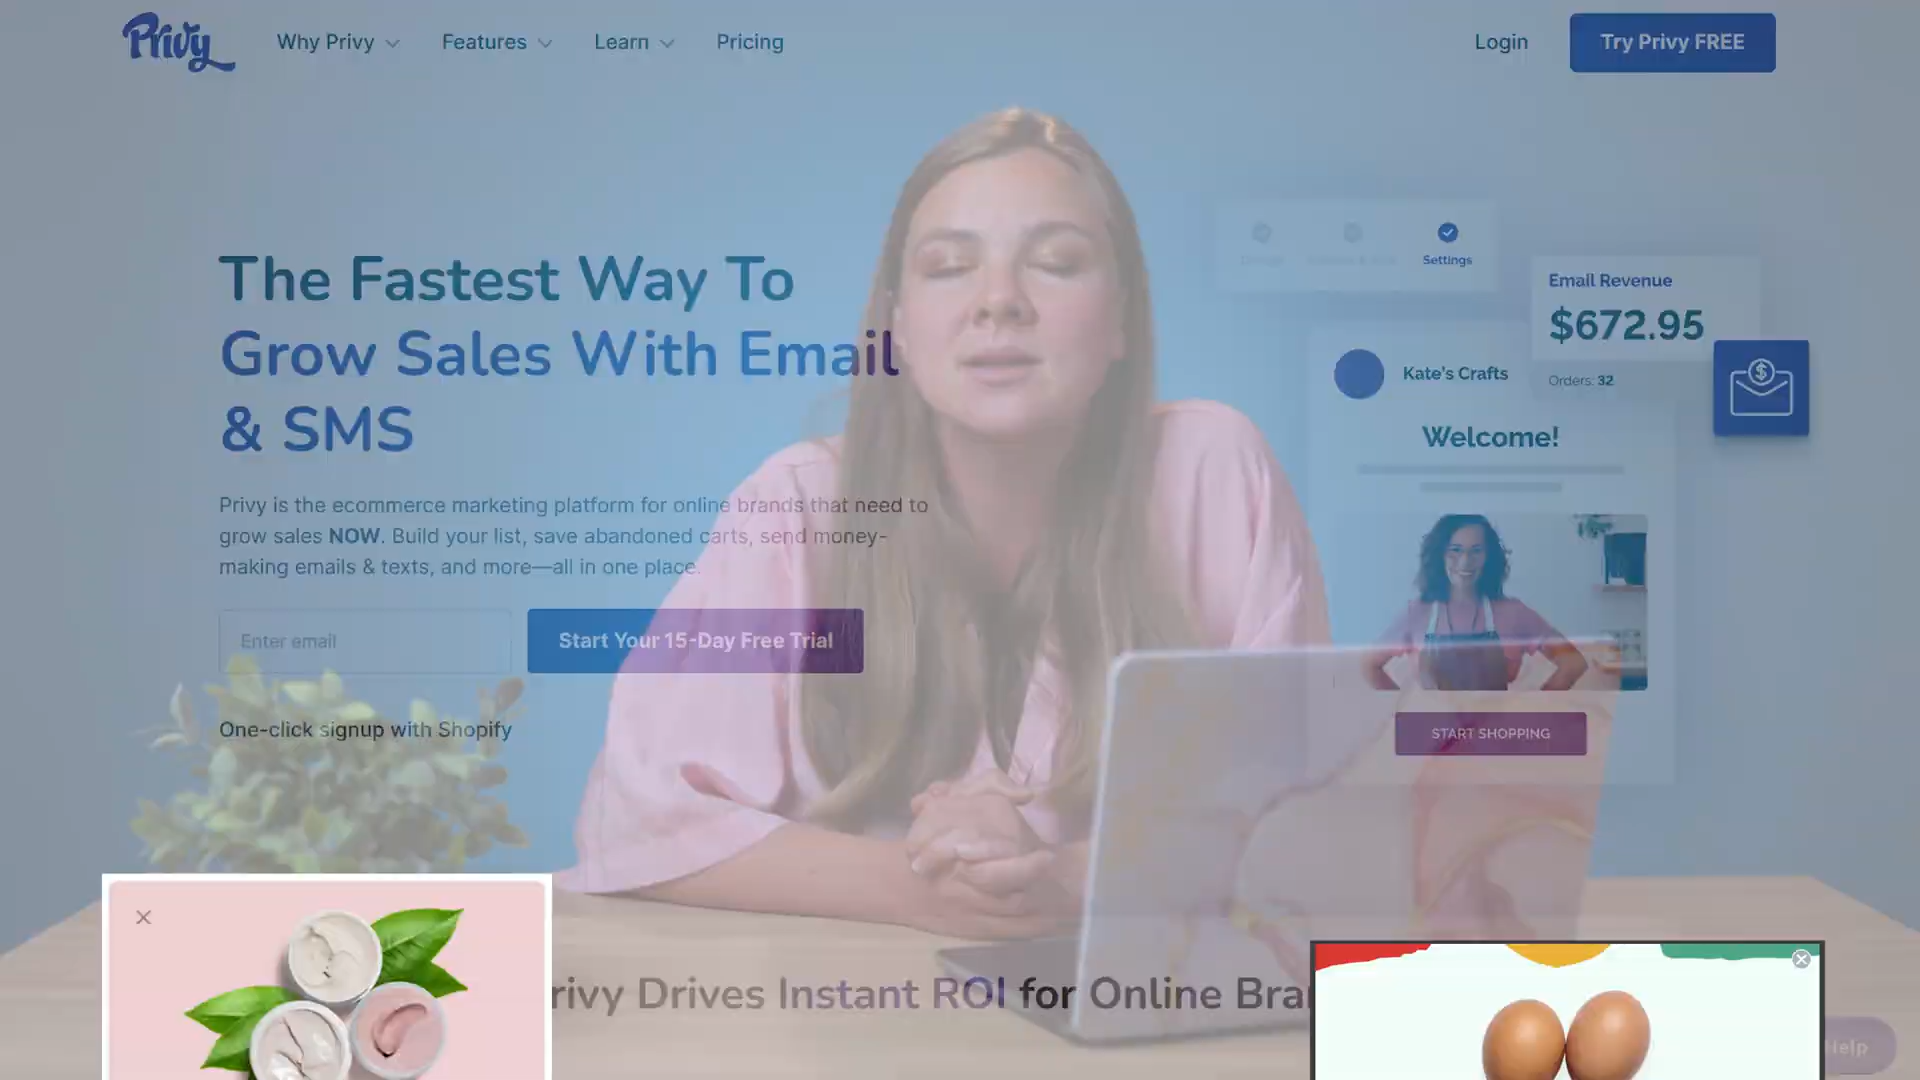 Privy
Why Privy
Features
Learn
Pricing
Login
Try Privy FREE
The Fastest Way To
Grow Sales With Email
& SMS
Privy is the ecommerce marketing platform for online brands that need to
grow sales NOW. Build your list, save abandoned carts, send money-
making emails & texts, and more—all in one place.
Enter email
Start Your 15-Day Free Trial
One-click signup with Shopify
Settings
Email Revenue
$672.95
Orders: 32
Kate's Crafts
Welcome!
START SHOPPING
rivy Drives Instant ROI for Online Bra
Help